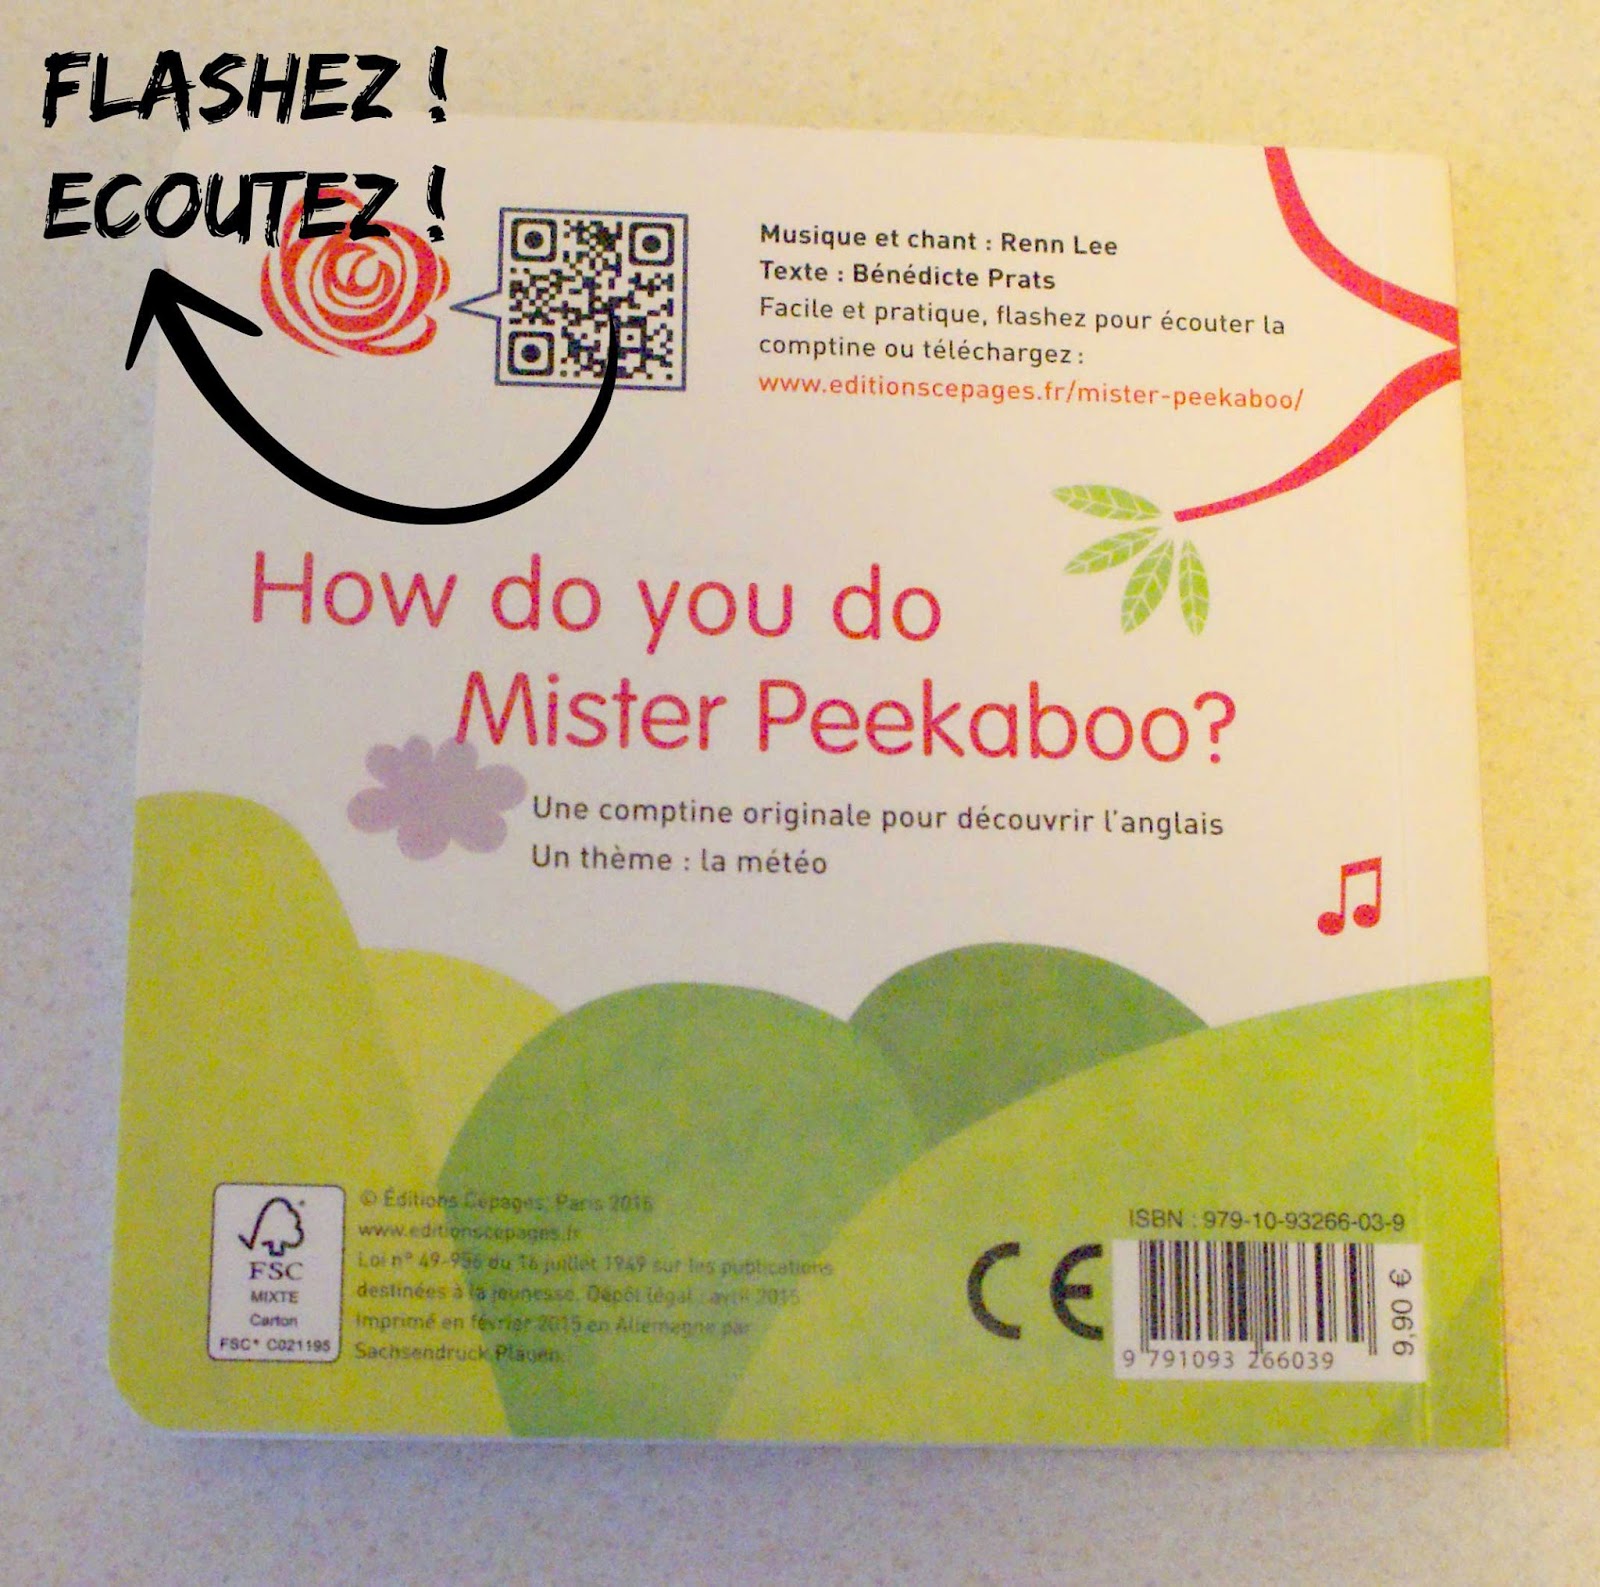 FLASHEZ !
ECOUTEZ !
Musique et chant : Renn Lee
Texte : Bénédicte Prats
Facile et pratique, flashez pour écouter la
comptine ou téléchargez :
www.editionscepages.fr/mister-peekaboo/
How do you do
Mister Peekaboo?
Une comptine originale pour découvrir l'anglais
Un thème : la météo
FSC
MIXTE
Carton
FSC® C021195
© Éditions Cépages, Paris 2015
www.editionscepages.fr
Loi n° 49-956 du 16 juillet 1949 sur les publications
destinées à la jeunesse. Dépôt légal : avril 2015
Imprimé en février 2015 en Allemagne par
Sachsendruck Plauen.
CE
ISBN : 979-10-93266-03-9
9 791093 266039
9,90 €